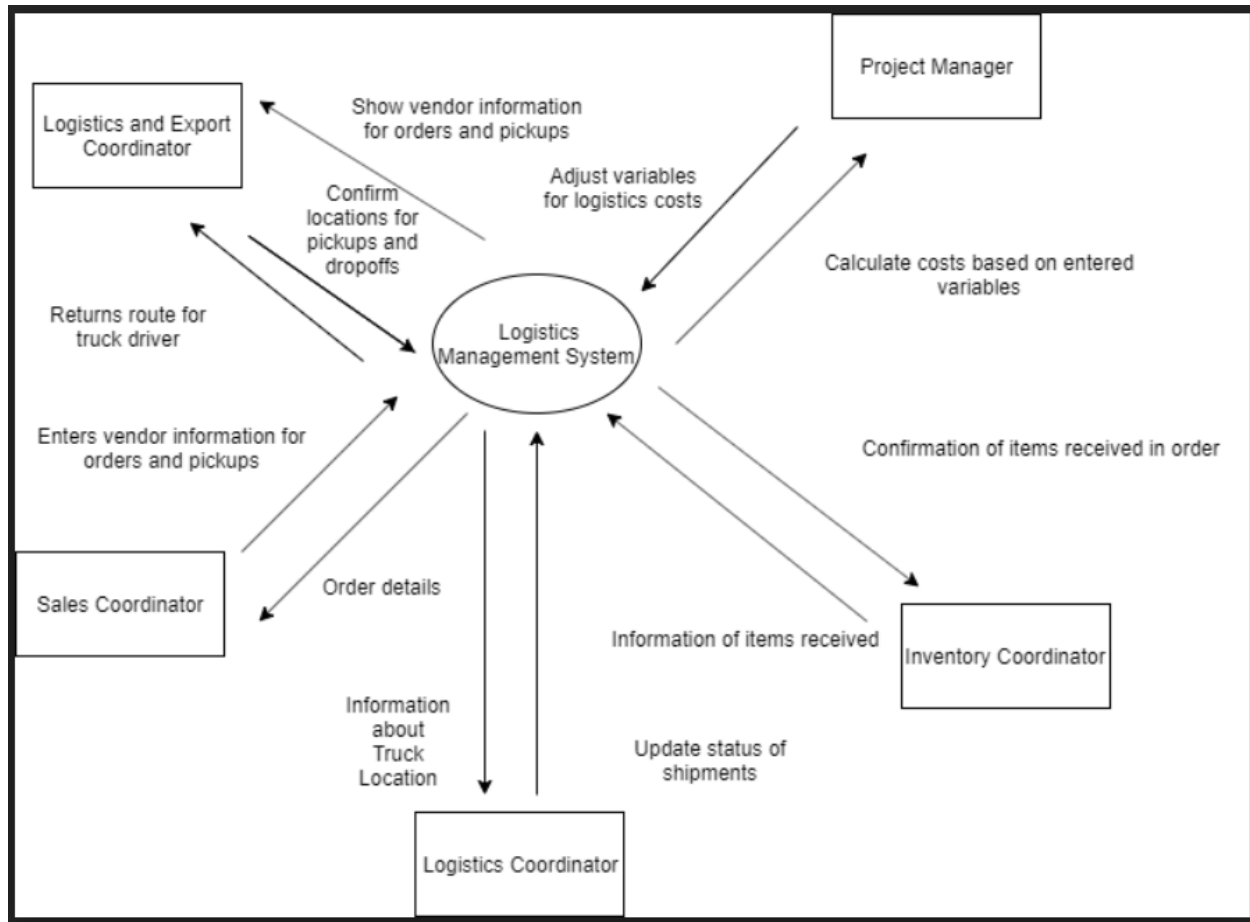 Project Manager
Logistics and Export
Coordinator
Show vendor information
for orders and pickups
Adjust variables
for logistics costs
Confirm
locations for
pickups and
dropoffs
Calculate costs based on entered
variables
Returns route for
truck driver
Logistics
Management System
Enters vendor information for
orders and pickups
Confirmation of items received in order
Sales Coordinator
Order details
Information of items received
Inventory Coordinator
Information
about
Truck
Location
Update status of
shipments
Logistics Coordinator